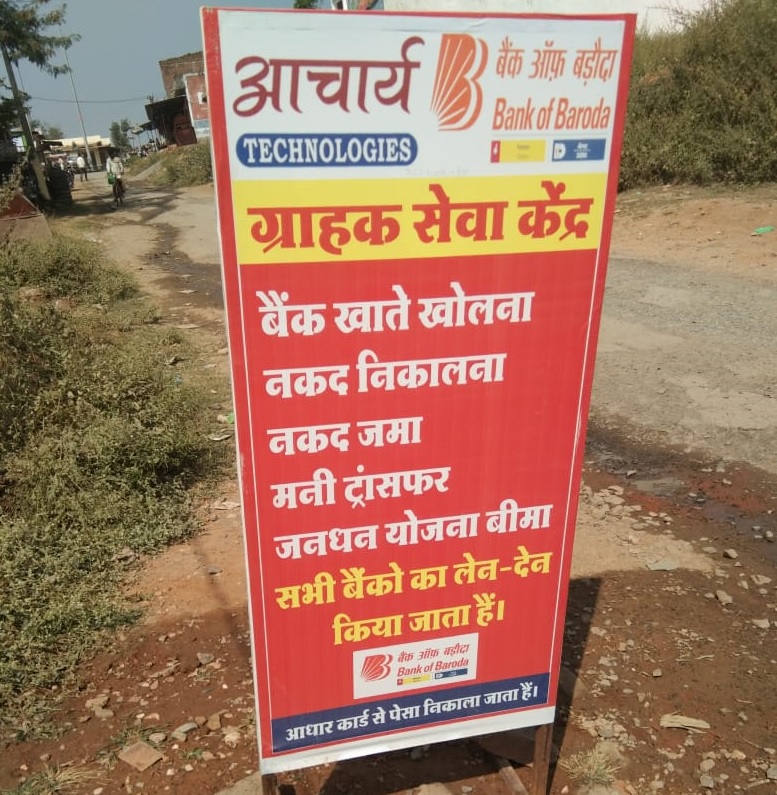 आचार्य
TECHNOLOGIES
बैंक ऑफ़ बड़ौदा
Bank of Baroda
ग्राहक सेवा केंद्र
बैंक खाते खोलना
नकद निकालना
नकद जमा
मनी ट्रांसफर
जनधन योजना बीमा
सभी बैंको का लेन-देन
किया जाता हैं।
बैंक ऑफ़ बड़ौदा
Bank of Baroda
आधार कार्ड से पेसा निकाला जाता हैं।